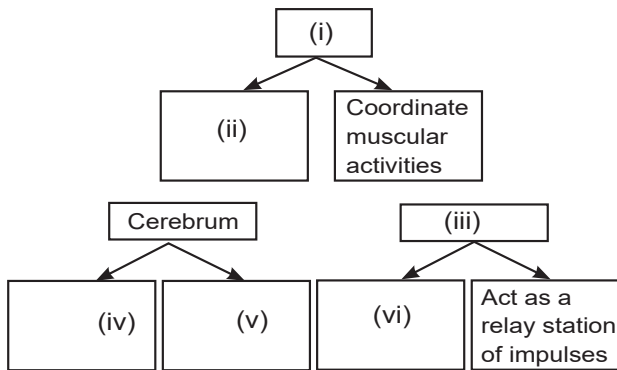 (i)
(ii)
Coordinate
muscular
activities
Cerebrum
(iii)
(iv)
(v)
(vi)
Act as a
relay station
of impulses